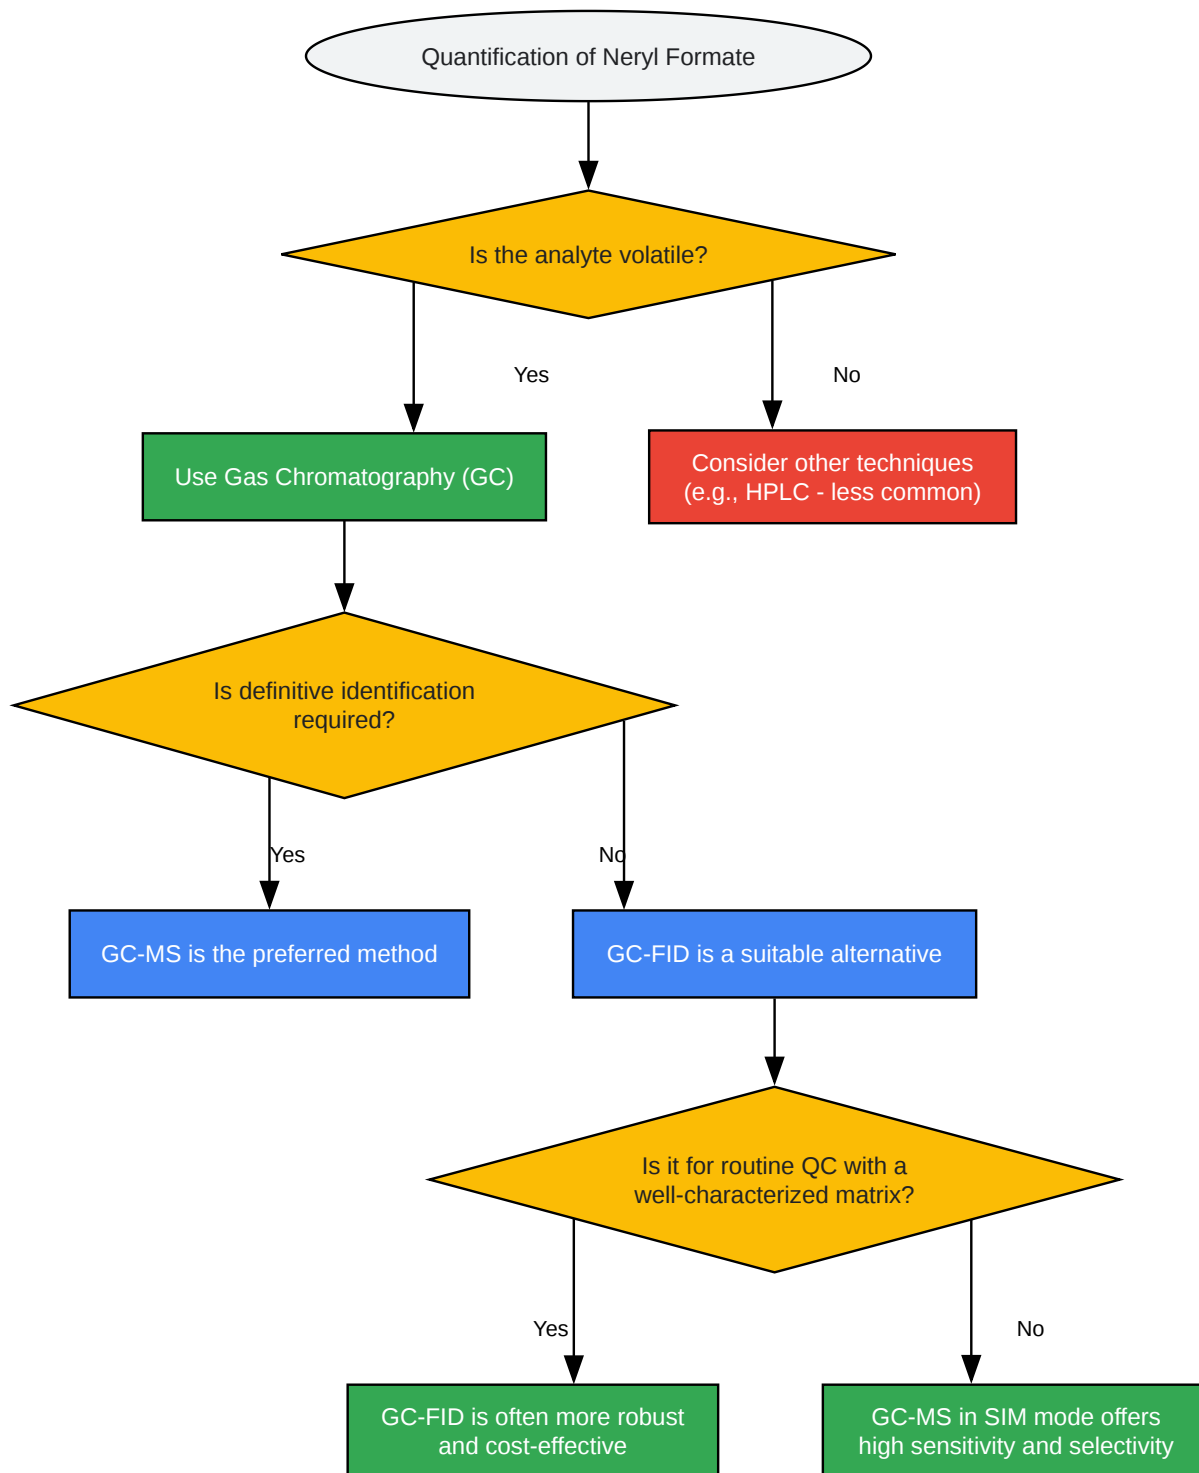 Quantification of Neryl Formate
Is the analyte volatile?
Yes
No
Use Gas Chromatography (GC)
Consider other techniques
(e.g., HPLC - less common)
Is definitive identification
required?
Yes
No
GC-MS is the preferred method
GC-FID is a suitable alternative
Is it for routine QC with a
well-characterized matrix?
Yes
No
GC-FID is often more robust
and cost-effective
GC-MS in SIM mode offers
high sensitivity and selectivity